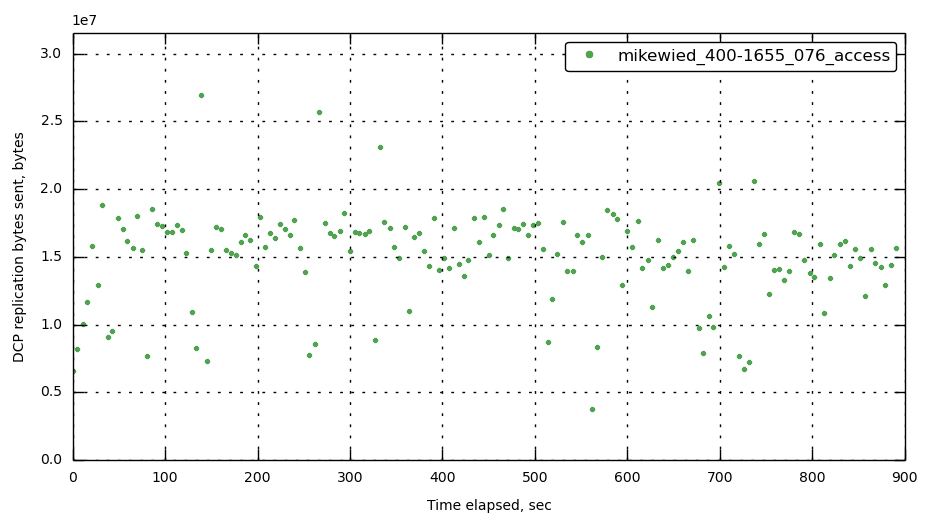 1e7
mikewied_400-1655_076_access
3.0
2.5
2.0
1.5
1.0
0.5
0.0
DCP replication bytes sent, bytes
0 100 200 300 400 500 600 700 800 900
Time elapsed, sec